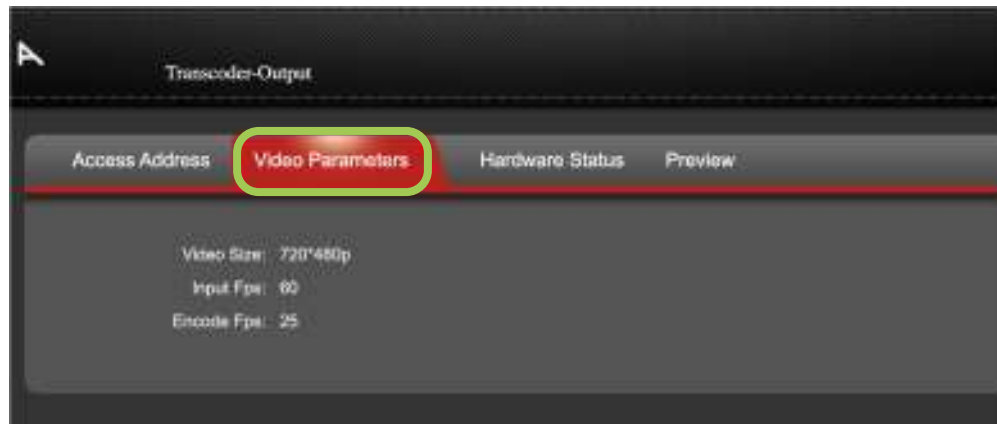 Transcoder-Output
Access Address Video Parameters Hardware Status Preview
Video Size: 720*480p
Input Fps: 60
Encode Fps: 25